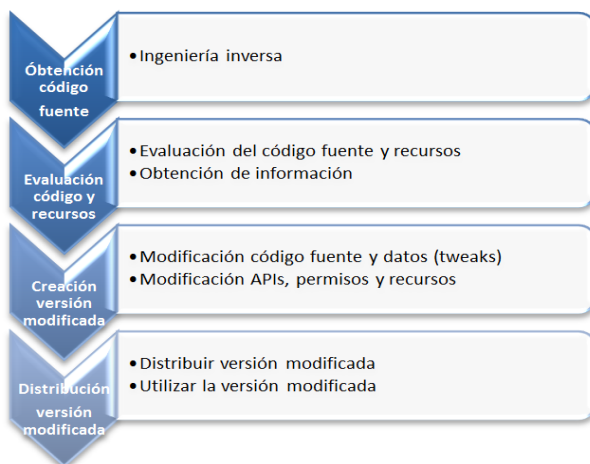 Óbtención
código
fuente
• Ingeniería inversa
Evaluación
código y
recursos
• Evaluación del código fuente y recursos
• Obtención de información
Creación
versión
modificada
• Modificación código fuente y datos (tweaks)
• Modificación APIs, permisos y recursos
Distribución
versión
modificada
• Distribuir versión modificada
• Utilizar la versión modificada